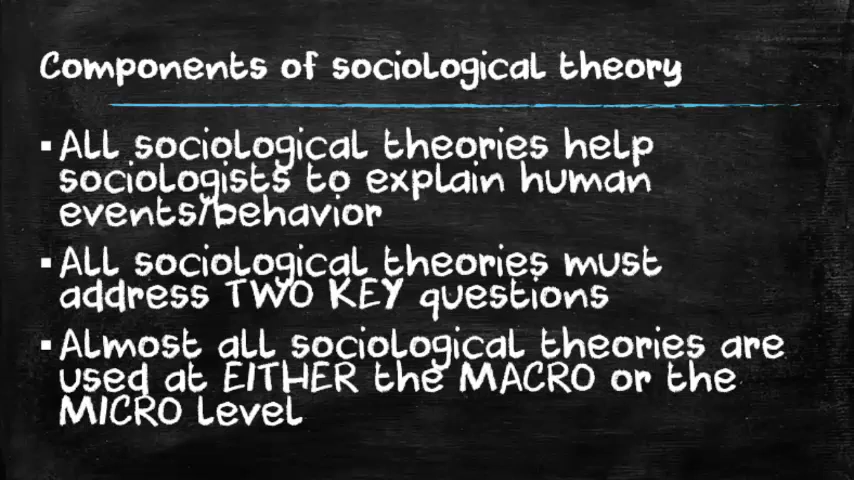 Components of sociological theory
▪ALL sociological theories help
sociologists to explain human
events/behavior
▪ALL sociological theories must
address TWO KEY questions
▪Almost all sociological theories are
used at EITHER the MACRO or the
MICRO level